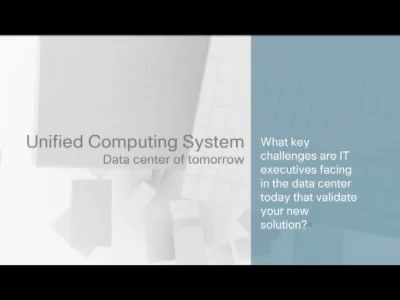 Unified Computing System
Data center of tomorrow
What key
challenges are IT
executives facing
in the data center
today that validate
your new
solution?